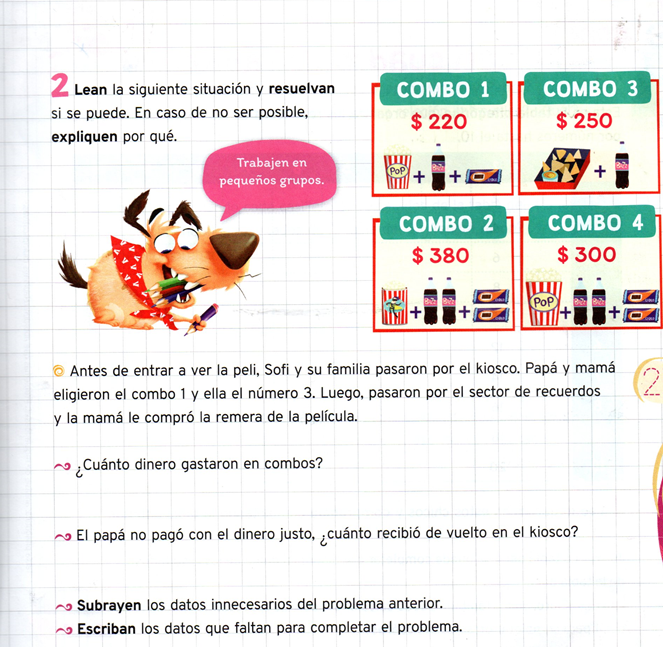 2 Lean la siguiente situación y resuelvan
si se puede. En caso de no ser posible,
expliquen por qué.
Trabajen en
pequeños grupos.
COMBO 1
$ 220
POP + +
COMBO 3
$ 250
+
COMBO 2
$ 380
+ +
COMBO 4
$ 300
POP + +
Antes de entrar a ver la peli, Sofi y su familia pasaron por el kiosco. Papá y mamá
eligieron el combo 1 y ella el número 3. Luego, pasaron por el sector de recuerdos
y la mamá le compró la remera de la película.
¿Cuánto dinero gastaron en combos?
El papá no pagó con el dinero justo, ¿cuánto recibió de vuelto en el kiosco?
Subrayen los datos innecesarios del problema anterior.
Escriban los datos que faltan para completar el problema.
2